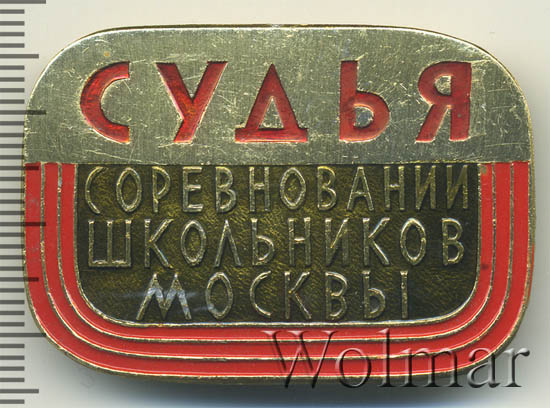 СУДЬЯ
СОРЕВНОВАНИИ
ШКОЛЬНИКОВ
МОСКВЫ
Wolmar